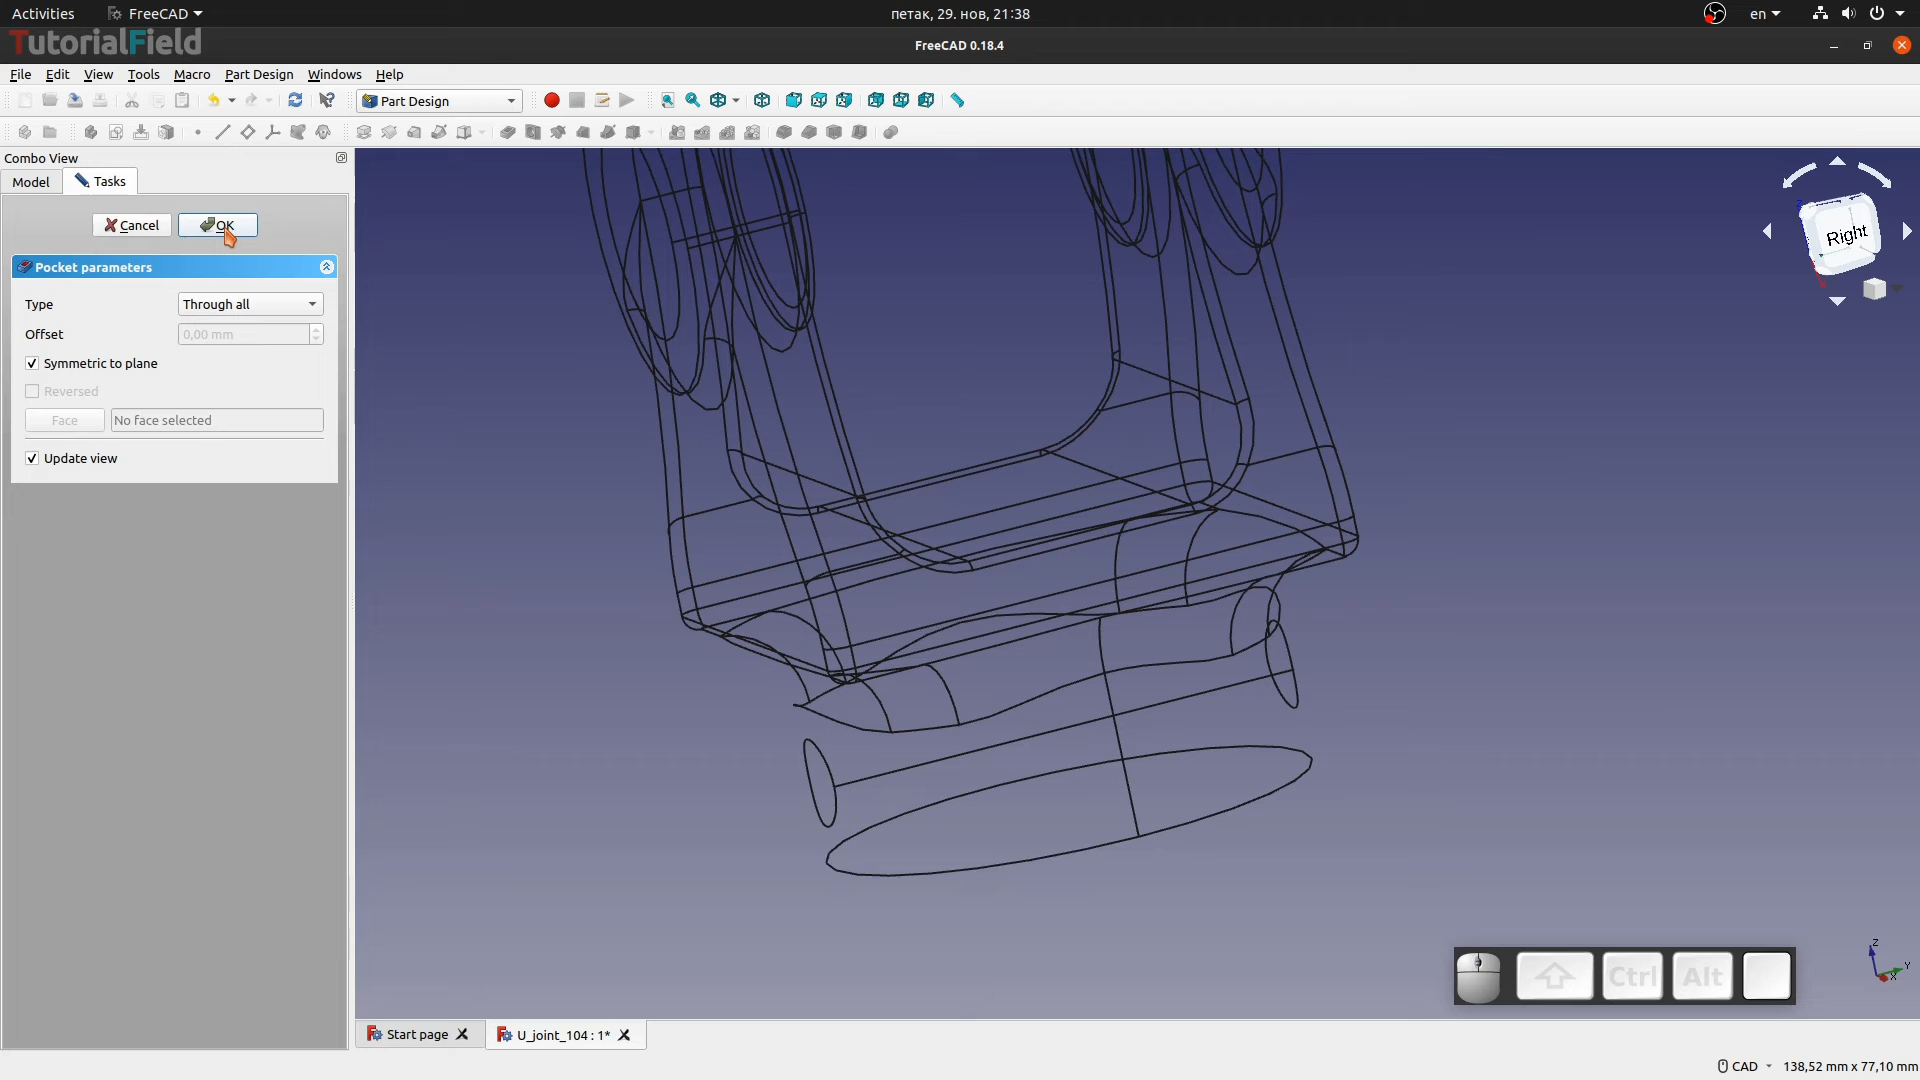 Activities FreeCAD петак, 29. нов, 21:38 en
TutorialField FreeCAD 0.18.4
File Edit View Tools Macro Part Design Windows Help
Part Design
Combo View
Model Tasks
Cancel OK
Pocket parameters
Type Through all
Offset 0,00 mm
Symmetric to plane
Reversed
Face No face selected
Update view
Right
Z
Y
X
Ctrl Alt
Start page U_joint_104 : 1*
CAD 138,52 mm x 77,10 mm